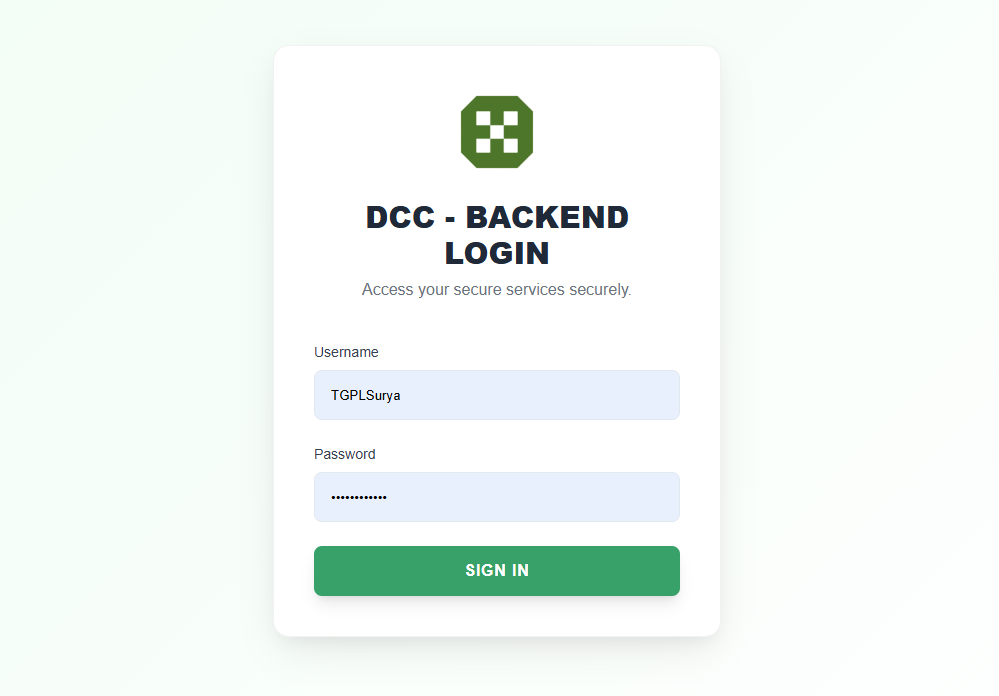 DCC - BACKEND
LOGIN
Access your secure services securely.
Username
TGPLSurya
Password
••••••••••••
SIGN IN